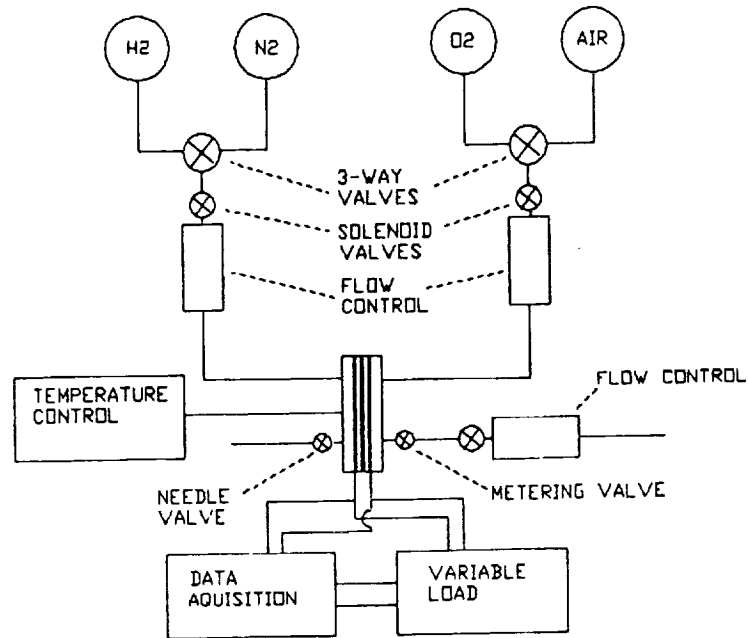 H2
N2
O2
AIR
3-WAY
VALVES
SOLENOID
VALVES
FLOW
CONTROL
TEMPERATURE
CONTROL
FLOW CONTROL
NEEDLE
VALVE
METERING VALVE
DATA
AQUISITION
VARIABLE
LOAD